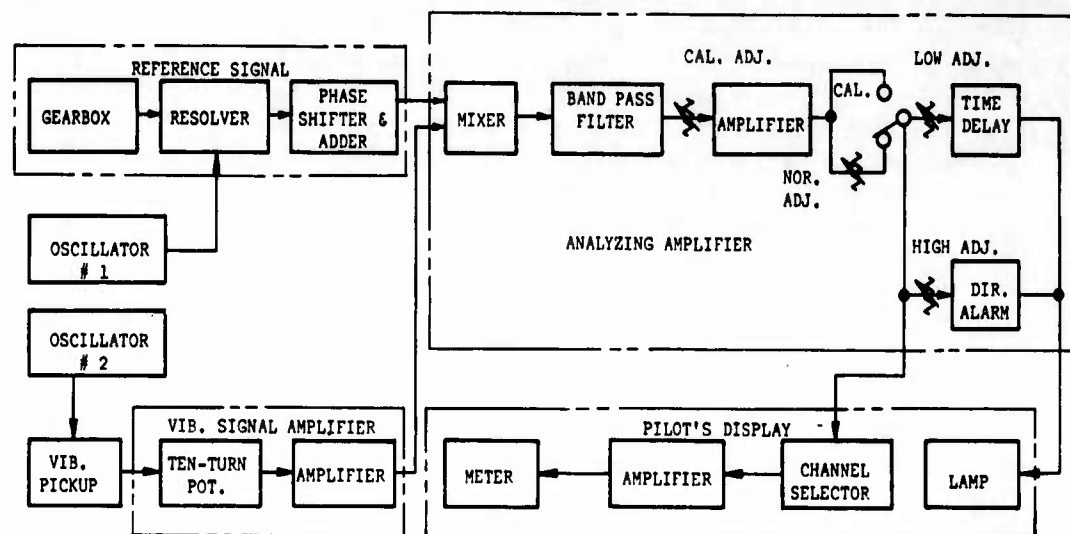 REFERENCE SIGNAL
GEARBOX
RESOLVER
PHASE
SHIFTER &
ADDER
MIXER
BAND PASS
FILTER
CAL. ADJ.
AMPLIFIER
CAL.
NOR.
ADJ.
LOW ADJ.
TIME
DELAY
OSCILLATOR
# 1
ANALYZING AMPLIFIER
HIGH ADJ.
DIR.
ALARM
OSCILLATOR
# 2
VIB. SIGNAL AMPLIFIER
VIB.
PICKUP
TEN-TURN
POT.
AMPLIFIER
PILOT'S DISPLAY
METER
AMPLIFIER
CHANNEL
SELECTOR
LAMP